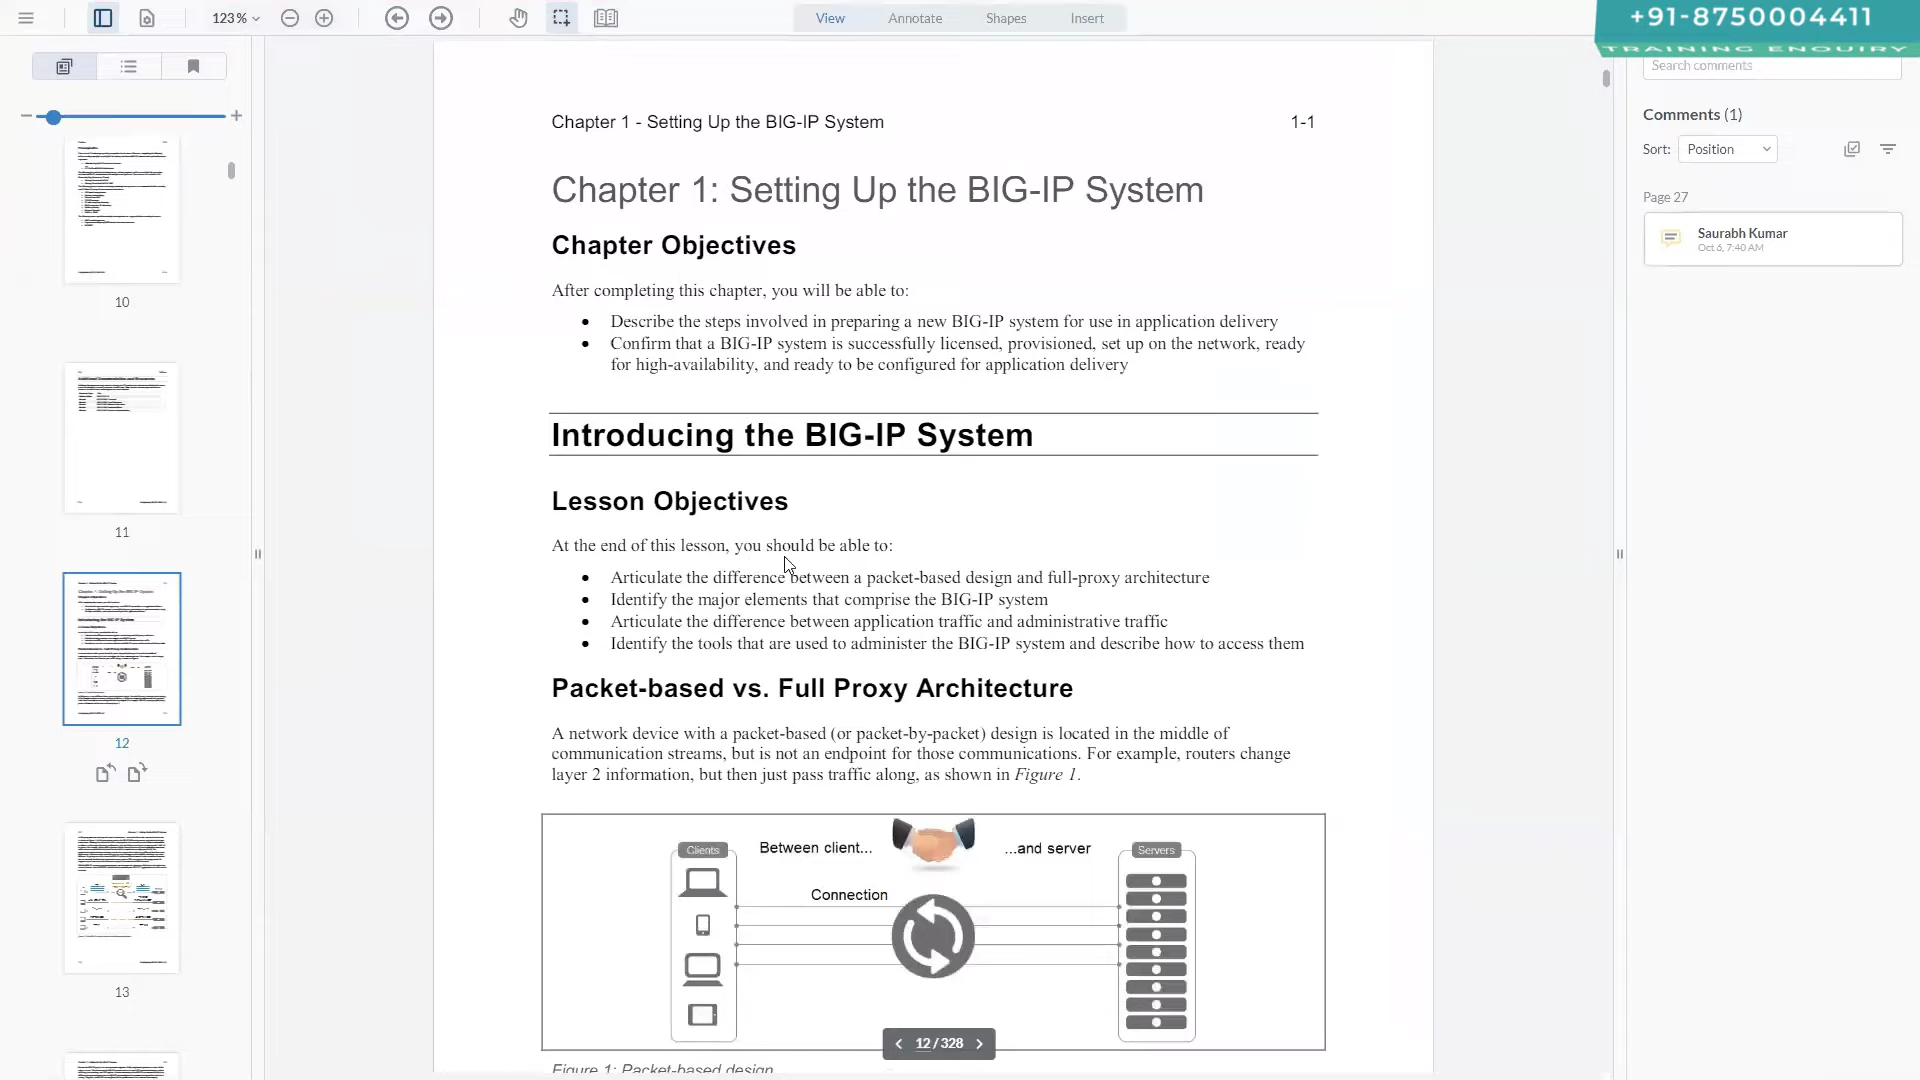 123%
View
Annotate
Shapes
Insert
+91-8750004411
TRAINING ENQUIRY
Search comments
Comments (1)
Sort: Position
Page 27
Saurabh Kumar
Oct 6, 7:40 AM
10
11
12
13
Chapter 1 - Setting Up the BIG-IP System 1-1
Chapter 1: Setting Up the BIG-IP System
Chapter Objectives
After completing this chapter, you will be able to:
• Describe the steps involved in preparing a new BIG-IP system for use in application delivery
• Confirm that a BIG-IP system is successfully licensed, provisioned, set up on the network, ready
for high-availability, and ready to be configured for application delivery
Introducing the BIG-IP System
Lesson Objectives
At the end of this lesson, you should be able to:
• Articulate the difference between a packet-based design and full-proxy architecture
• Identify the major elements that comprise the BIG-IP system
• Articulate the difference between application traffic and administrative traffic
• Identify the tools that are used to administer the BIG-IP system and describe how to access them
Packet-based vs. Full Proxy Architecture
A network device with a packet-based (or packet-by-packet) design is located in the middle of
communication streams, but is not an endpoint for those communications. For example, routers change
layer 2 information, but then just pass traffic along, as shown in Figure 1.
Clients
Between client...
...and server
Servers
Connection
12 / 328
Figure 1: Packet-based design